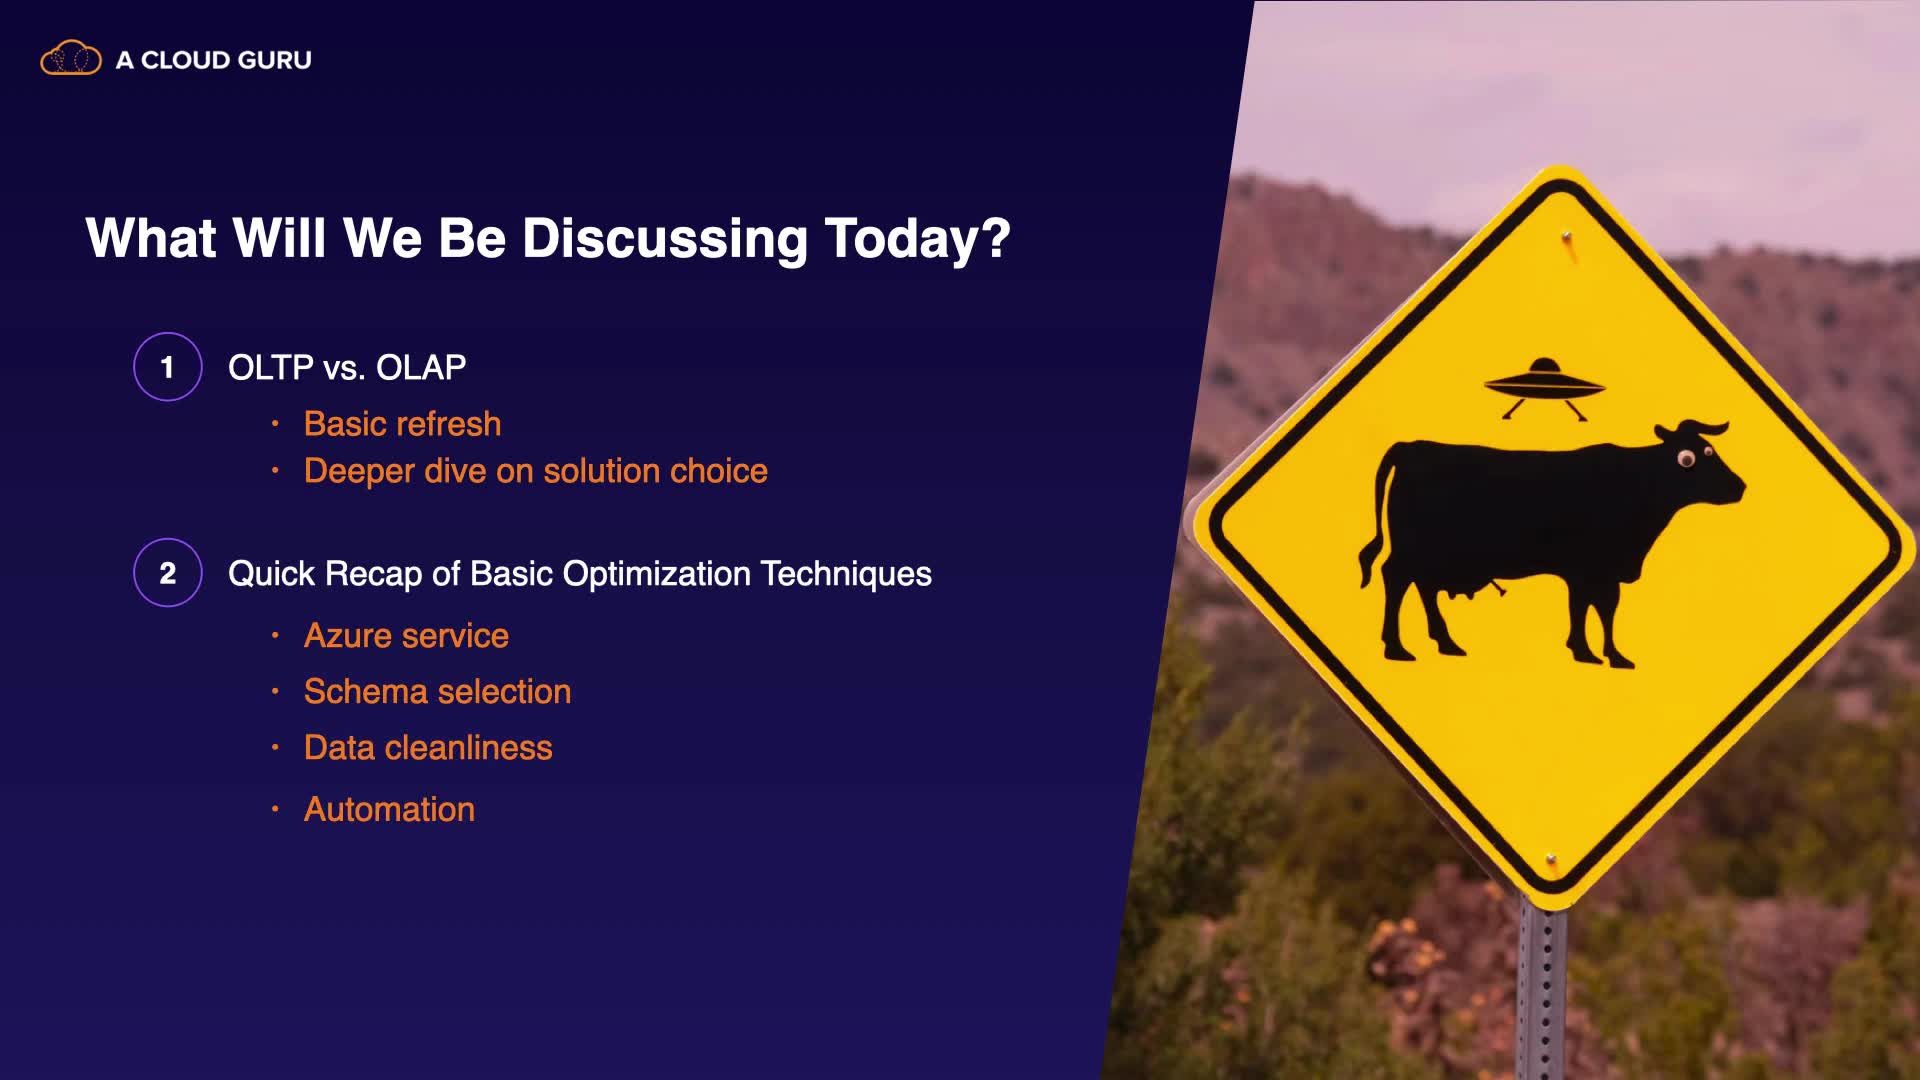 A CLOUD GURU
What Will We Be Discussing Today?
1 OLTP vs. OLAP
• Basic refresh
• Deeper dive on solution choice
2 Quick Recap of Basic Optimization Techniques
• Azure service
• Schema selection
• Data cleanliness
• Automation